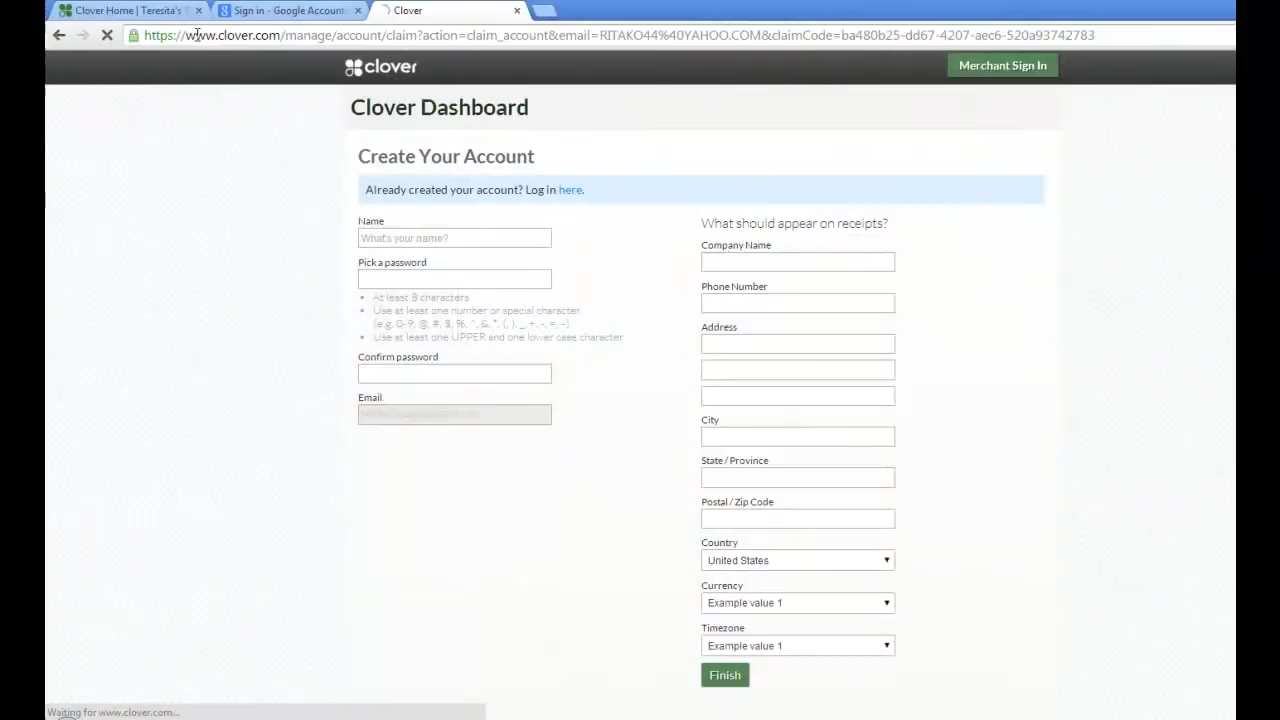 Clover Home | Teresita's
Sign in - Google Account
Clover
https://www.clover.com/manage/account/claim?action=claim_account&email=RITAKO44%40YAHOO.COM&claimCode=ba480b25-dd67-4207-aec6-520a93742783
clover
Merchant Sign In
Clover Dashboard
Create Your Account
Already created your account? Log in here.
Name
What's your name?
Pick a password
At least 8 characters
Use at least one number or special character
(e.g. 0-9, @, #, $, %, ^, &, *, (, ), _, +, -, =, ~)
Use at least one UPPER and one lower case character
Confirm password
Email
What should appear on receipts?
Company Name
Phone Number
Address
City
State / Province
Postal / Zip Code
Country
United States
Currency
Example value 1
Timezone
Example value 1
Finish
Waiting for www.clover.com...